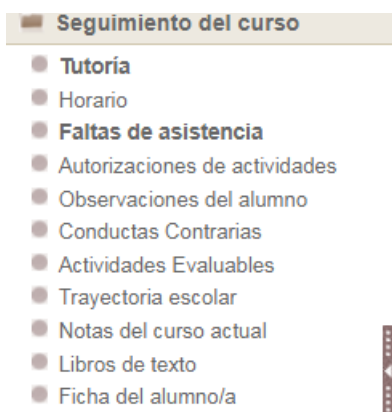 Seguimiento del curso
Tutoría
Horario
Faltas de asistencia
Autorizaciones de actividades
Observaciones del alumno
Conductas Contrarias
Actividades Evaluables
Trayectoria escolar
Notas del curso actual
Libros de texto
Ficha del alumno/a